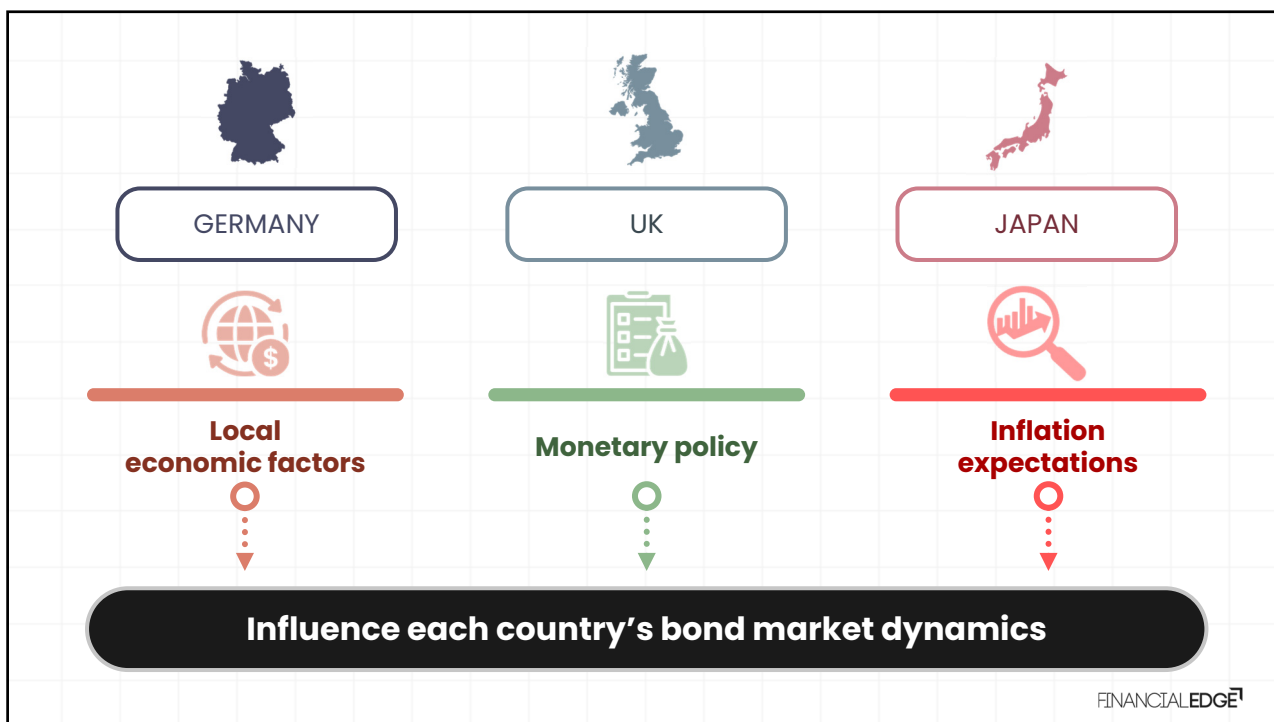 GERMANY
UK
JAPAN
$
Local
economic factors
Monetary policy
Inflation
expectations
Influence each country’s bond market dynamics
FINANCIALEDGE